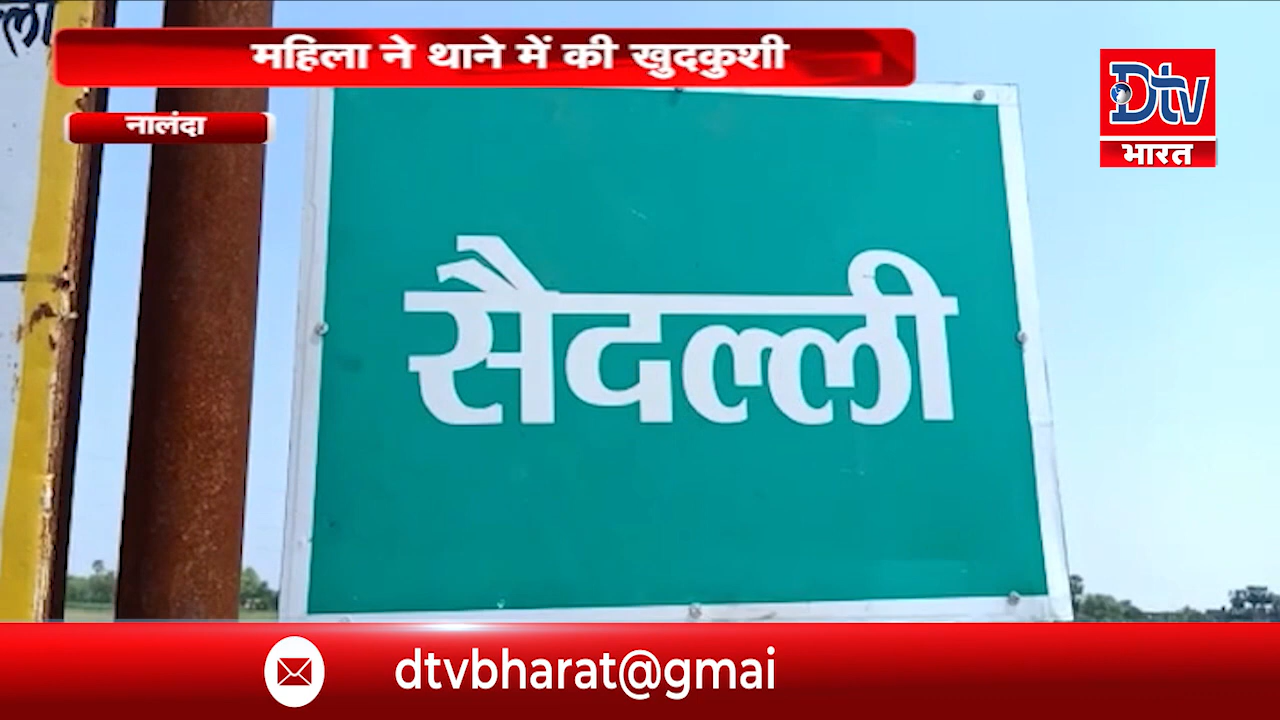 महिला ने थाने में की खुदकुशी
नालंदा
Dtv
भारत
सैदल्ली
dtvbharat@gmai